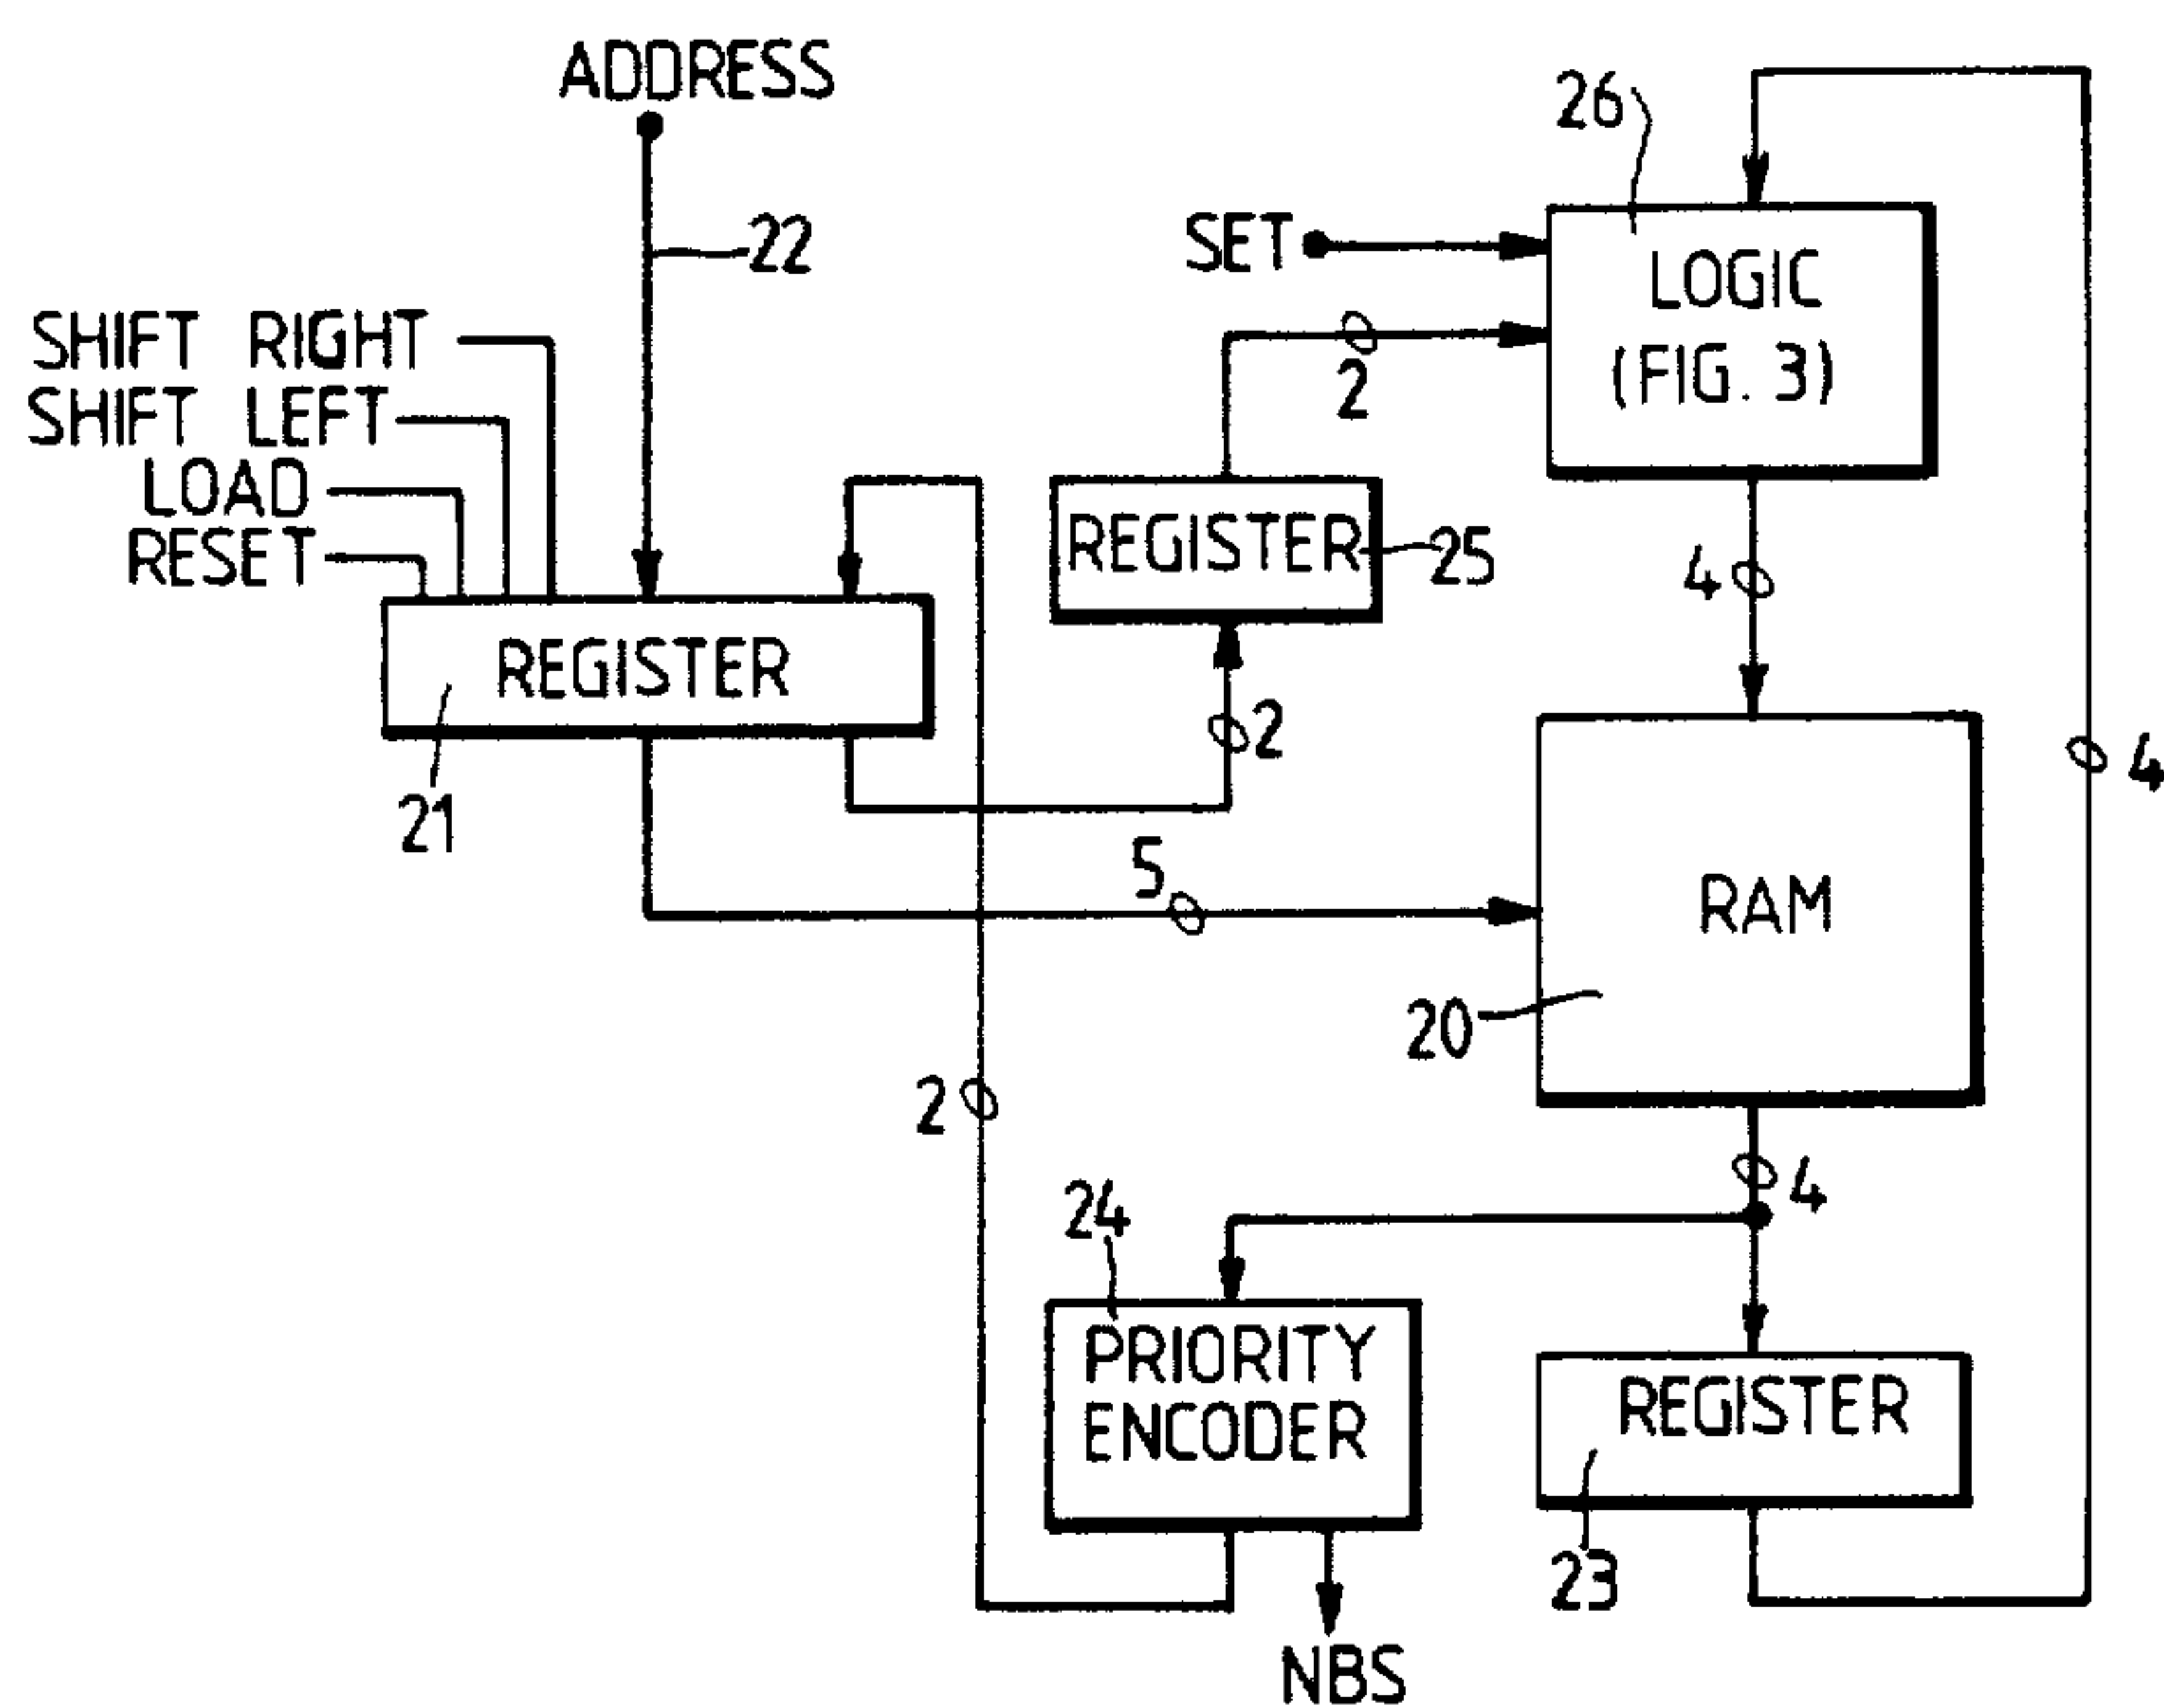 ADDRESS
26
22
SET
LOGIC
(FIG. 3)
SHIFT RIGHT
SHIFT LEFT
LOAD
RESET
2
REGISTER
25
4
REGISTER
21
2
4
5
RAM
20
2
4
24
PRIORITY
ENCODER
REGISTER
23
NBS